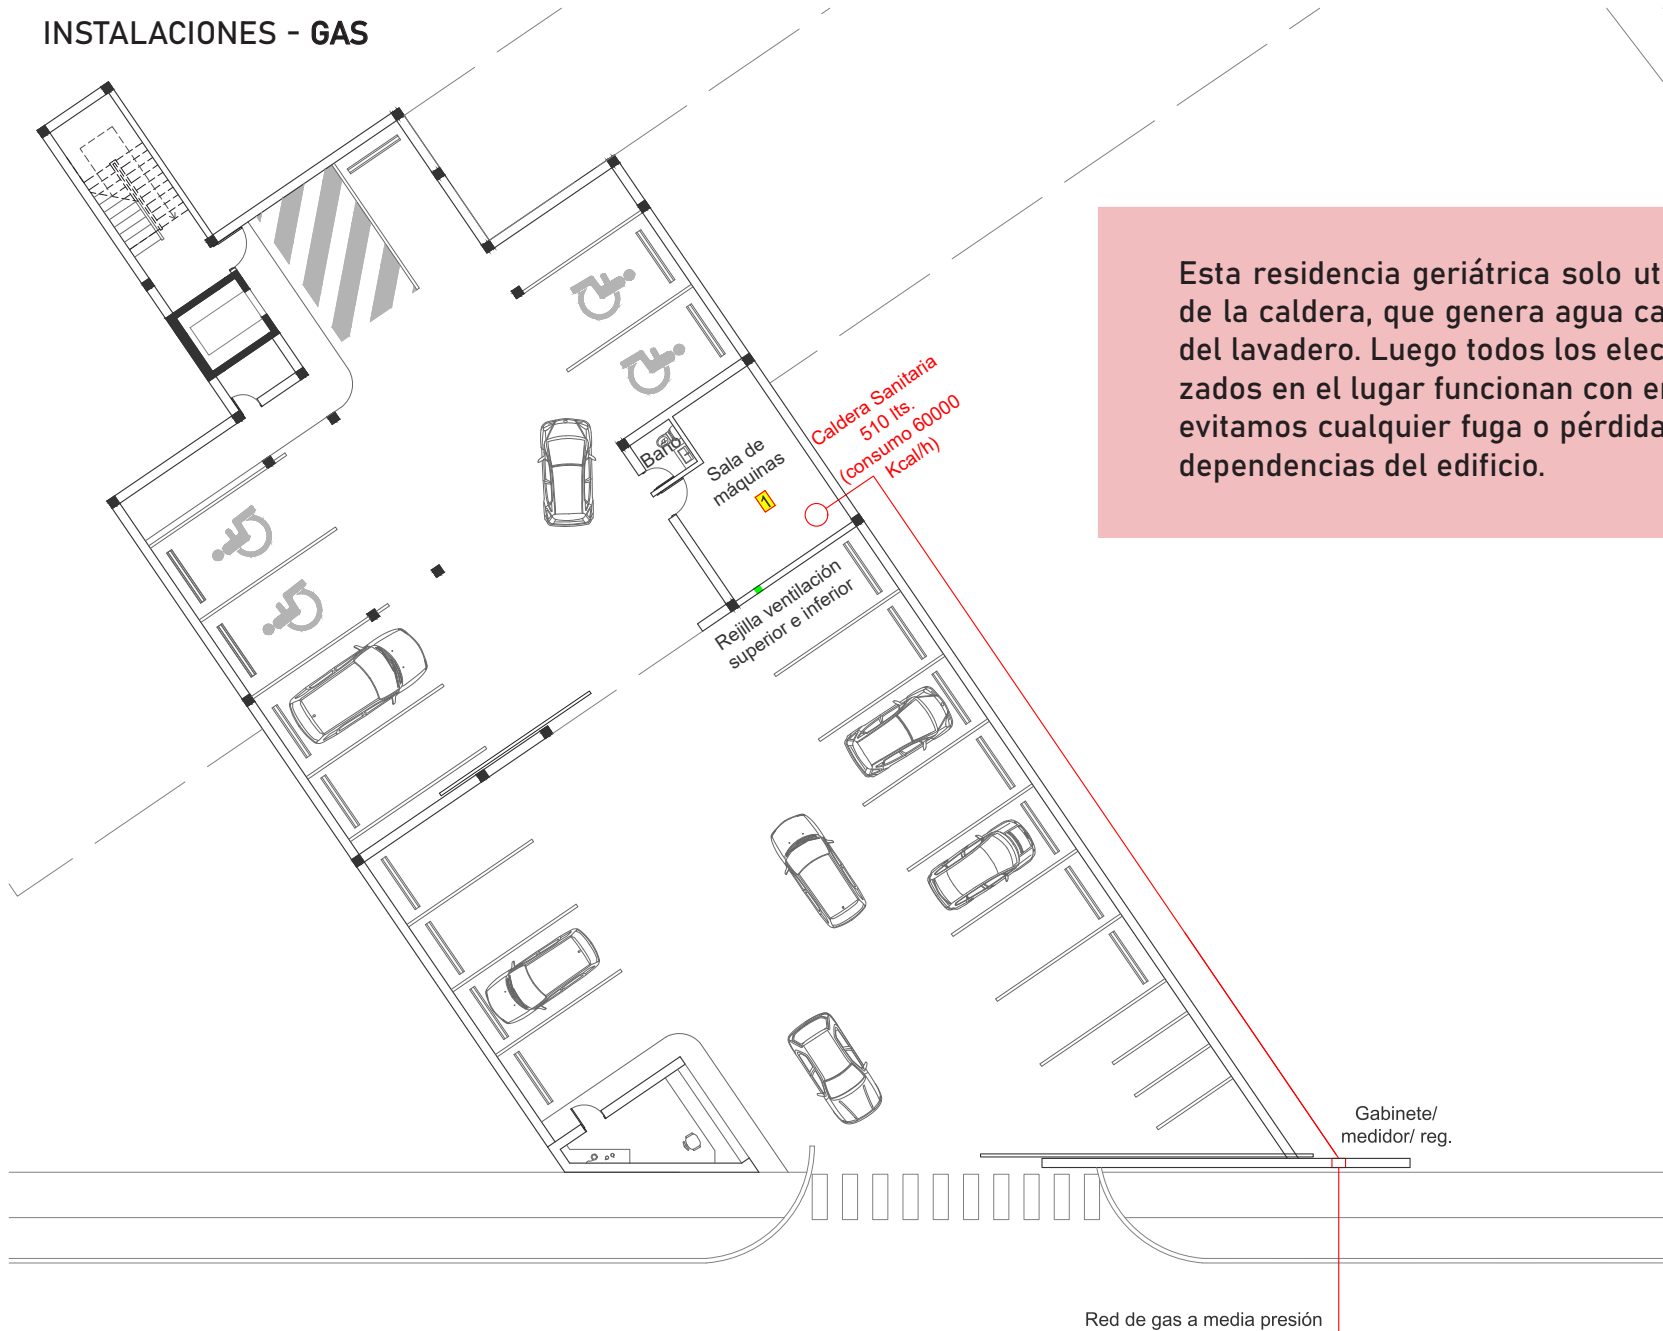 INSTALACIONES - GAS
Esta residencia geriátrica solo ut
de la caldera, que genera agua ca
del lavadero. Luego todos los elec
zados en el lugar funcionan con e
evitamos cualquier fuga o pérdida
dependencias del edificio.
Caldera Sanitaria
510 lts.
(consumo 60000
Kcal/h)
Baño
Sala de
máquinas
1
Rejilla ventilación
superior e inferior
Gabinete/
medidor/ reg.
Red de gas a media presión